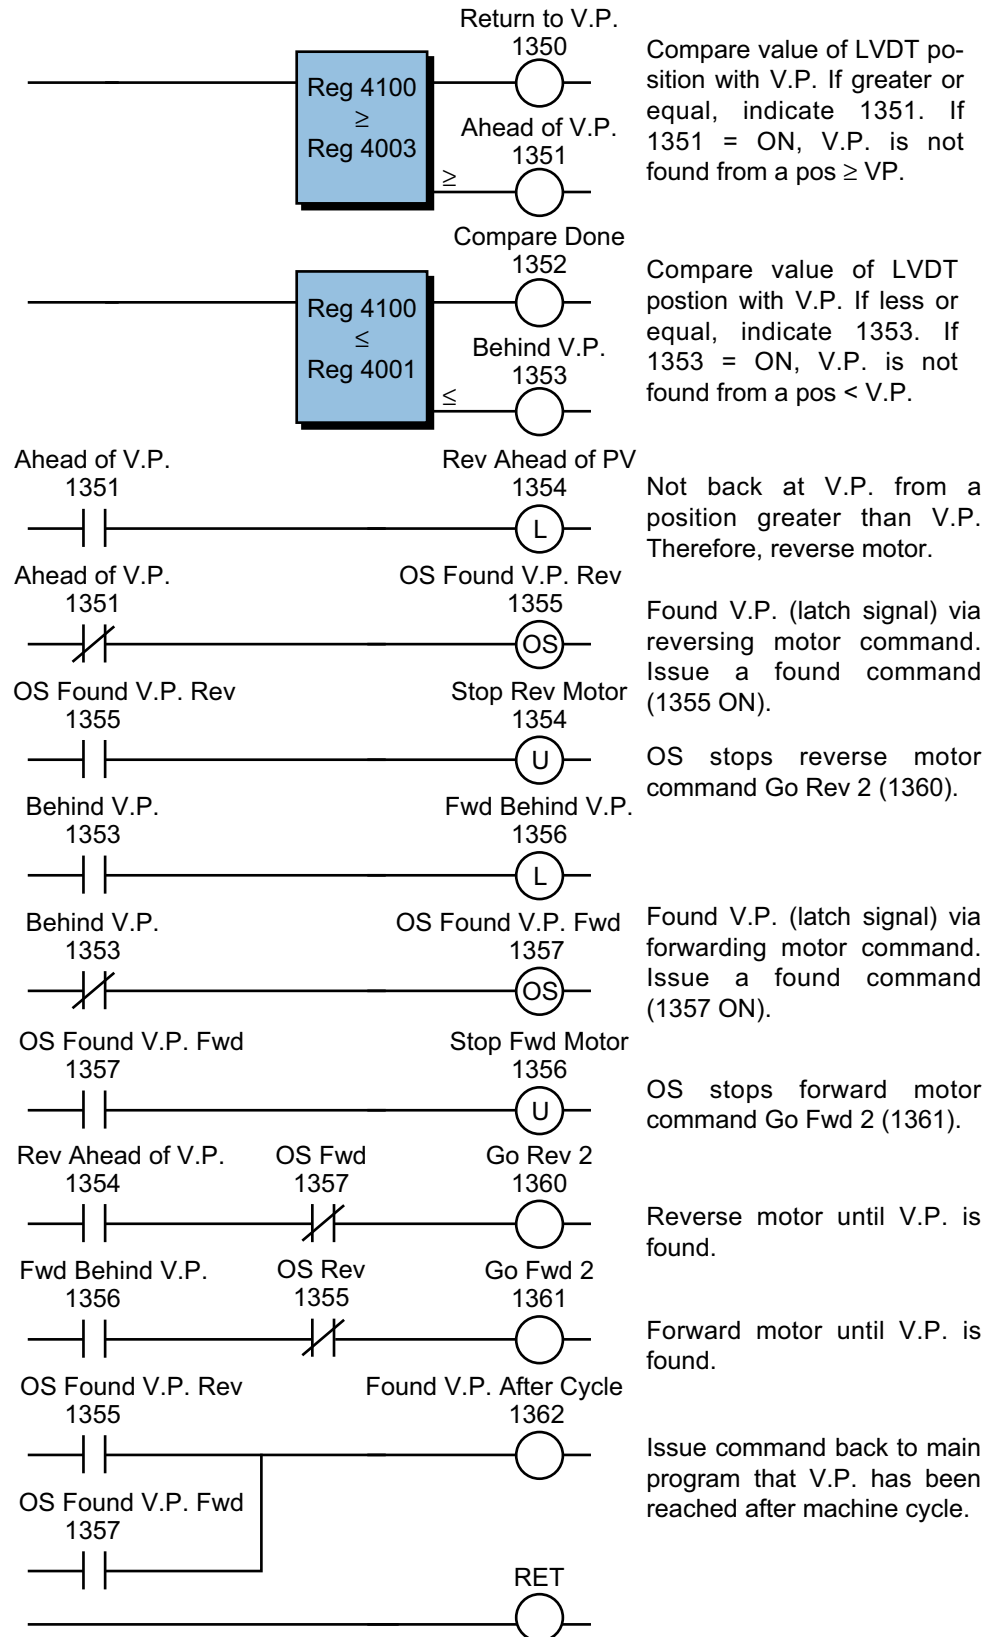 Return to V.P.
1350
Reg 4100
≥
Reg 4003
Ahead of V.P.
1351
≥
Compare value of LVDT po-
sition with V.P. If greater or
equal, indicate 1351. If
1351 = ON, V.P. is not
found from a pos ≥ VP.
Compare Done
1352
Reg 4100
≤
Reg 4001
Behind V.P.
1353
≤
Compare value of LVDT
postion with V.P. If less or
equal, indicate 1353. If
1353 = ON, V.P. is not
found from a pos < V.P.
Ahead of V.P.
1351
Rev Ahead of PV
1354
L
Not back at V.P. from a
position greater than V.P.
Therefore, reverse motor.
Ahead of V.P.
1351
OS Found V.P. Rev
1355
OS
Found V.P. (latch signal) via
reversing motor command.
Issue a found command
(1355 ON).
OS Found V.P. Rev
1355
Stop Rev Motor
1354
U
OS stops reverse motor
command Go Rev 2 (1360).
Behind V.P.
1353
Fwd Behind V.P.
1356
L
Behind V.P.
1353
OS Found V.P. Fwd
1357
OS
Found V.P. (latch signal) via
forwarding motor command.
Issue a found command
(1357 ON).
OS Found V.P. Fwd
1357
Stop Fwd Motor
1356
U
OS stops forward motor
command Go Fwd 2 (1361).
Rev Ahead of V.P.
1354
OS Fwd
1357
Go Rev 2
1360
Reverse motor until V.P. is
found.
Fwd Behind V.P.
1356
OS Rev
1355
Go Fwd 2
1361
Forward motor until V.P. is
found.
OS Found V.P. Rev
1355
Found V.P. After Cycle
1362
OS Found V.P. Fwd
1357
Issue command back to main
program that V.P. has been
reached after machine cycle.
RET